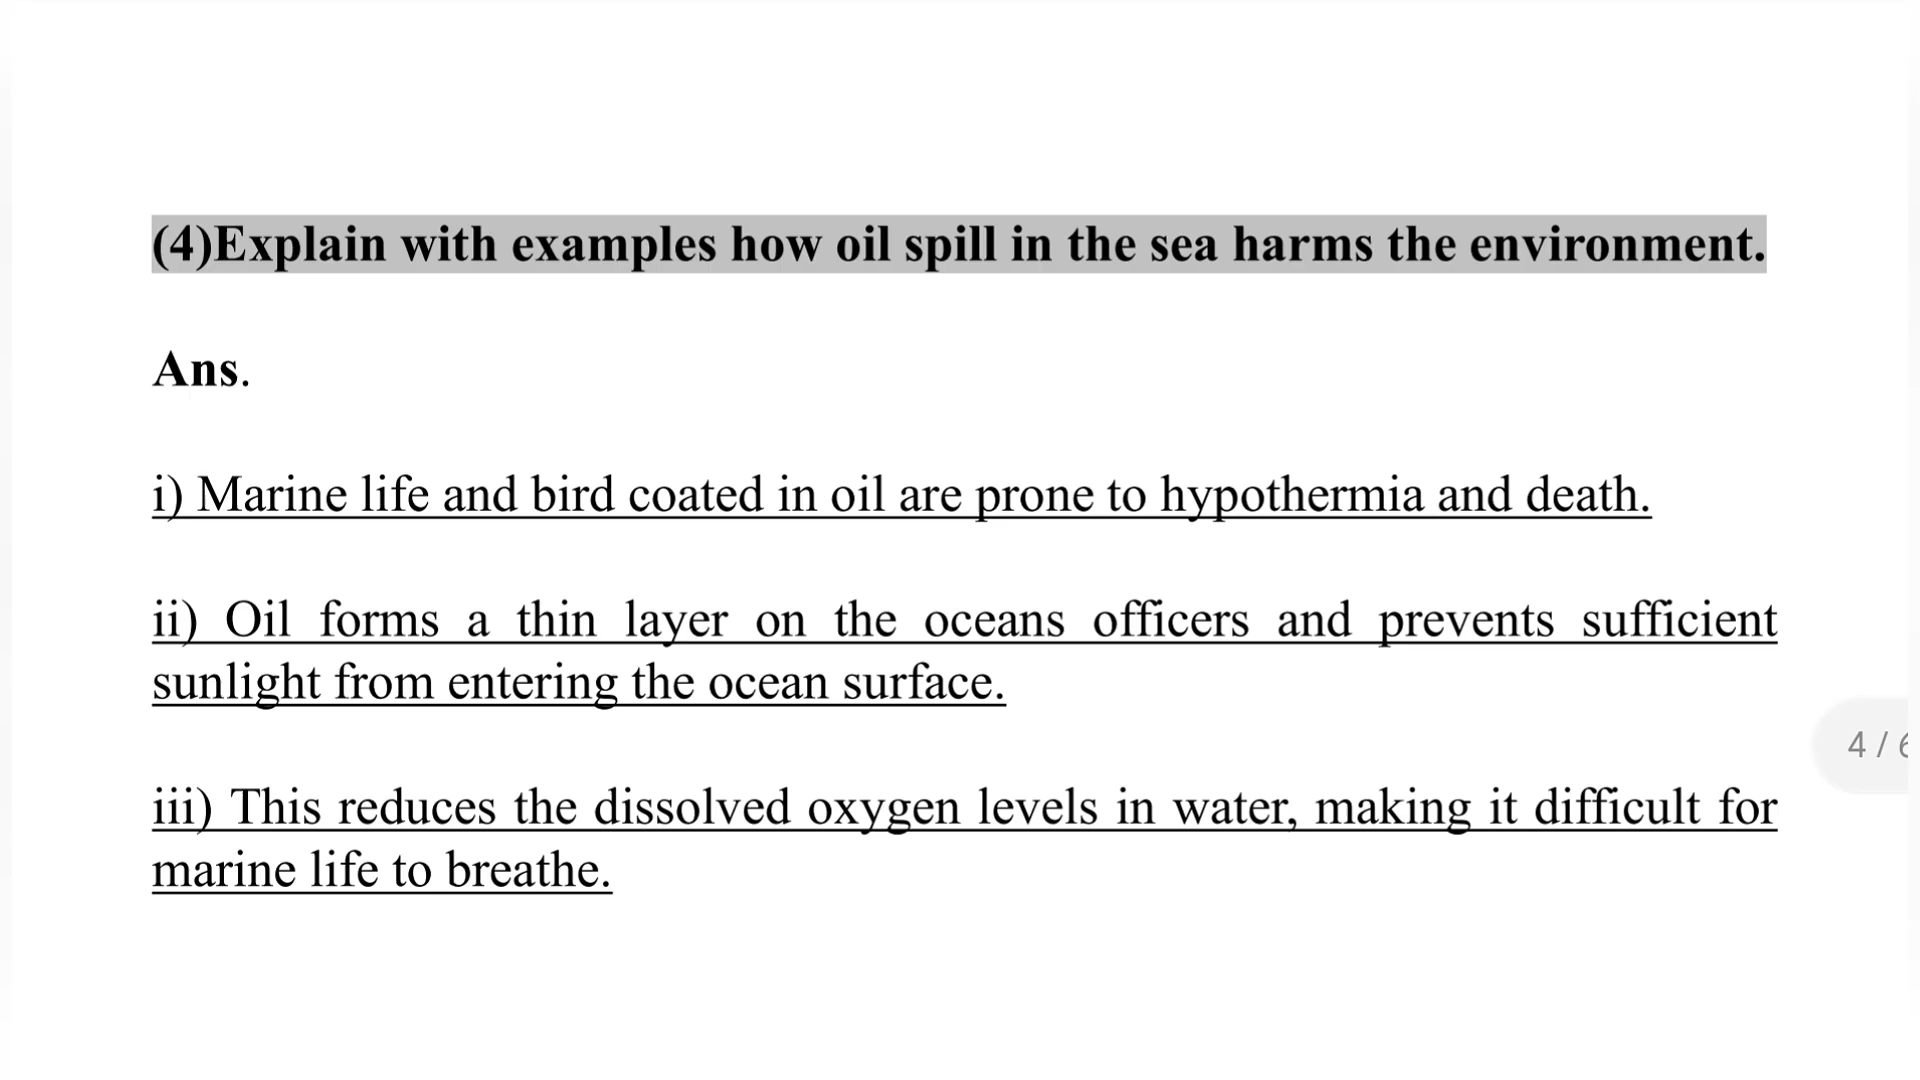 (4)Explain with examples how oil spill in the sea harms the environment.
Ans.
i) Marine life and bird coated in oil are prone to hypothermia and death.
ii) Oil forms a thin layer on the oceans officers and prevents sufficient
sunlight from entering the ocean surface.
4 / 6
iii) This reduces the dissolved oxygen levels in water, making it difficult for
marine life to breathe.